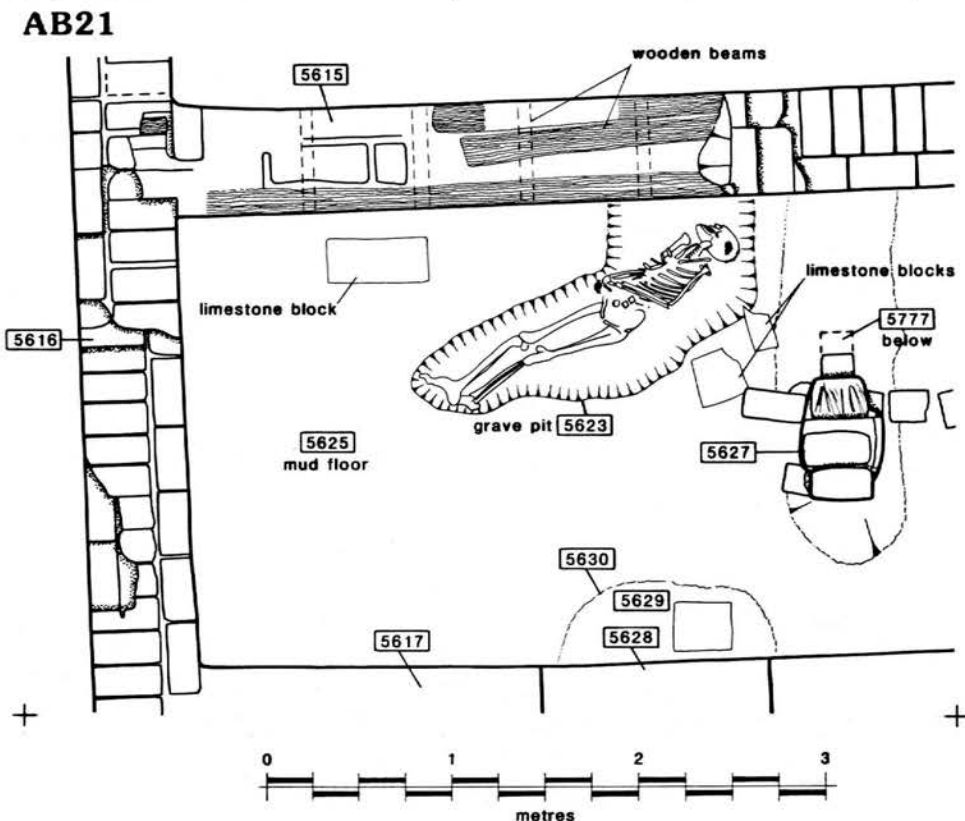 AB21
wooden beams
5615
limestone block
limestone blocks
5616
5777
below
grave pit 5623
5625
mud floor
5627
5630
5629
5617
5628
0 1 2 3
metres